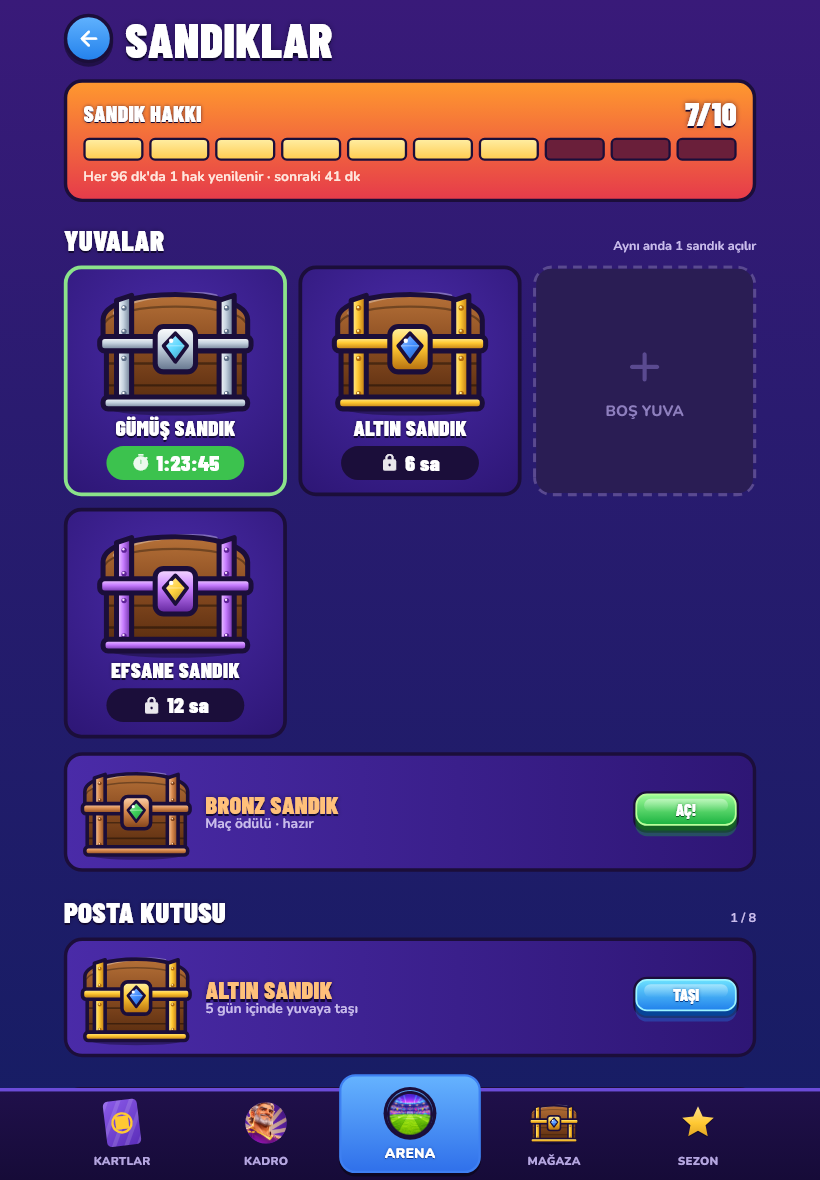 SANDIKLAR
SANDIK HAKKI
7/10
Her 96 dk'da 1 hak yenilenir · sonraki 41 dk
YUVALAR
Aynı anda 1 sandık açılır
GÜMÜŞ SANDIK
1:23:45
ALTIN SANDIK
6 sa
BOŞ YUVA
EFSANE SANDIK
12 sa
BRONZ SANDIK
Maç ödülü · hazır
AÇ!
POSTA KUTUSU
1 / 8
ALTIN SANDIK
5 gün içinde yuvaya taşı
TAŞI
KARTLAR
KADRO
ARENA
MAĞAZA
SEZON